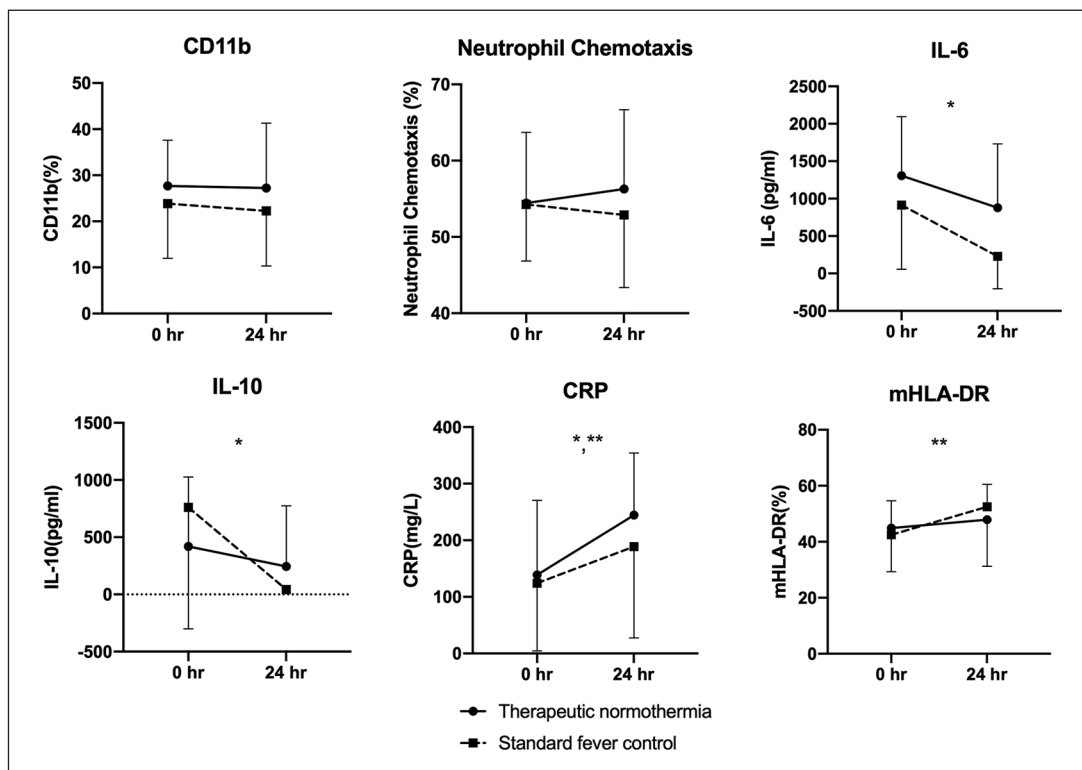 CD11b
CD11b(%)
50
40
30
20
10
0
0 hr 24 hr
Neutrophil Chemotaxis
Neutrophil Chemotaxis (%)
70
60
50
40
0 hr 24 hr
IL-6
IL-6 (pg/ml)
2500
2000
1500
1000
500
0
-500
*
0 hr 24 hr
IL-10
IL-10(pg/ml)
1500
1000
500
0
-500
*
0 hr 24 hr
CRP
CRP(mg/L)
400
300
200
100
0
*,**
0 hr 24 hr
mHLA-DR
mHLA-DR(%)
80
60
40
20
0
**
0 hr 24 hr
Therapeutic normothermia
Standard fever control